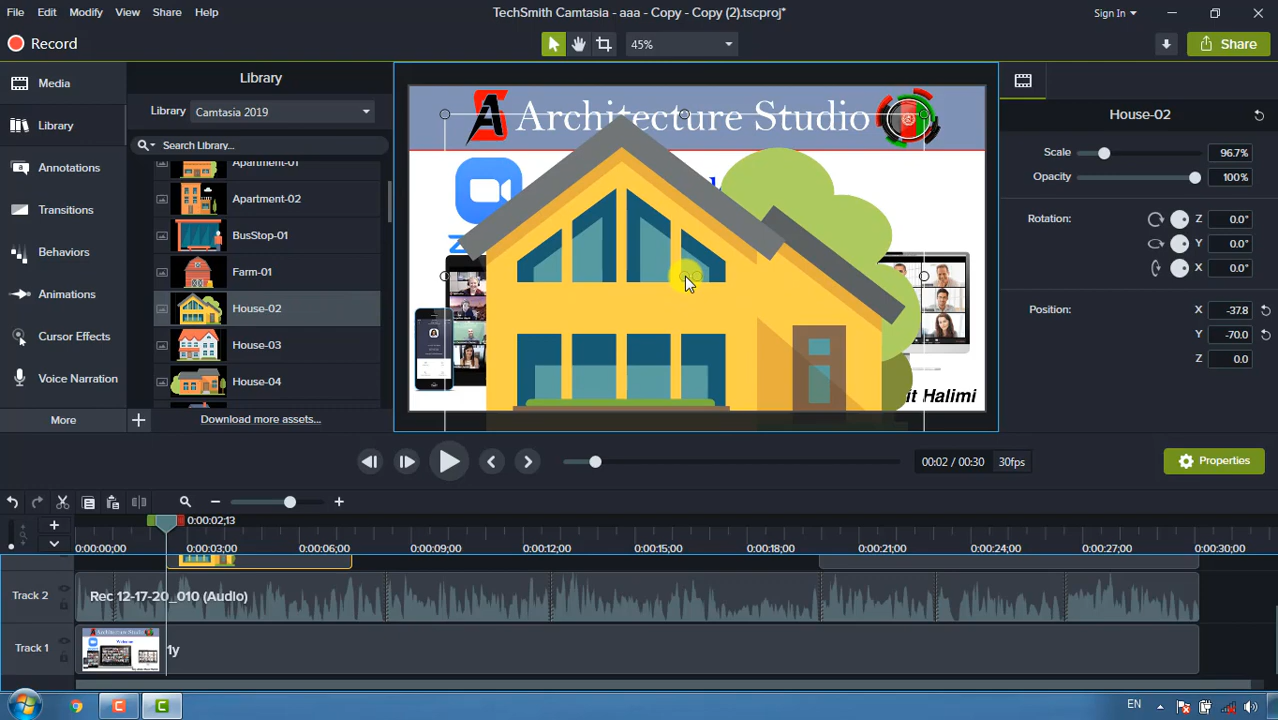 File Edit Modify View Share Help
TechSmith Camtasia - aaa - Copy - Copy (2).tscproj*
Sign In
Record
45%
Share
Media
Library
Annotations
Transitions
Behaviors
Animations
Cursor Effects
Voice Narration
More
Library
Library Camtasia 2019
Search Library...
Apartment-01
Apartment-02
BusStop-01
Farm-01
House-02
House-03
House-04
Download more assets...
Architecture Studio
Halimi
House-02
Scale 96.7%
Opacity 100%
Rotation: Z 0.0°
Y 0.0°
X 0.0°
Position: X -37.8
Y -70.0
Z 0.0
00:02 / 00:30 30fps
Properties
0:00:02;13
0:00:00;00 0:00:03;00 0:00:06;00 0:00:09;00 0:00:12;00 0:00:15;00 0:00:18;00 0:00:21;00 0:00:24;00 0:00:27;00 0:00:30;00
Track 2 Rec 12-17-20_010 (Audio)
Track 1
Architecture Studio
EN